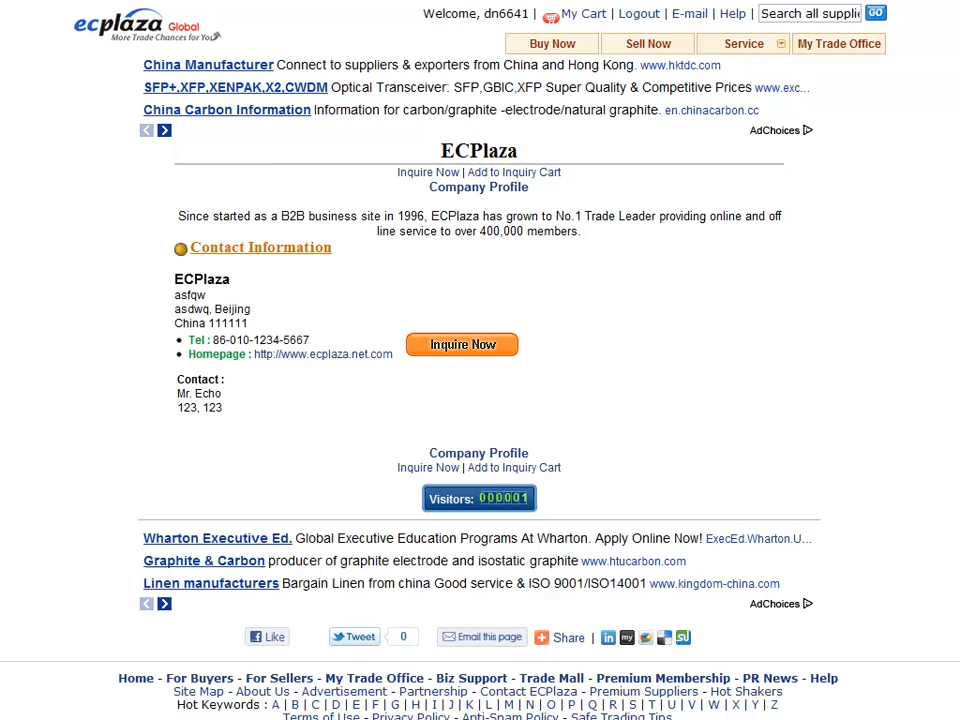 ecplaza Global
More Trade Chances for You
Welcome, dn6641 | My Cart | Logout | E-mail | Help | Search all suppli GO
Buy Now Sell Now Service My Trade Office
China Manufacturer Connect to suppliers & exporters from China and Hong Kong. www.hktdc.com
SFP+,XFP,XENPAK,X2,CWDM Optical Transceiver: SFP,GBIC,XFP Super Quality & Competitive Prices www.exc...
China Carbon Information Information for carbon/graphite -electrode/natural graphite. en.chinacarbon.cc
AdChoices
ECPlaza
Inquire Now | Add to Inquiry Cart
Company Profile
Since started as a B2B business site in 1996, ECPlaza has grown to No.1 Trade Leader providing online and off
line service to over 400,000 members.
Contact Information
ECPlaza
asfqw
asdwq, Beijing
China 111111
• Tel : 86-010-1234-5667
• Homepage : http://www.ecplaza.net.com
Inquire Now
Contact :
Mr. Echo
123, 123
Company Profile
Inquire Now | Add to Inquiry Cart
Visitors: 000001
Wharton Executive Ed. Global Executive Education Programs At Wharton. Apply Online Now! ExecEd.Wharton.U...
Graphite & Carbon producer of graphite electrode and isostatic graphite www.htucarbon.com
Linen manufacturers Bargain Linen from china Good service & ISO 9001/ISO14001 www.kingdom-china.com
AdChoices
Like Tweet 0 Email this page Share | in my
Home - For Buyers - For Sellers - My Trade Office - Biz Support - Trade Mall - Premium Membership - PR News - Help
Site Map - About Us - Advertisement - Partnership - Contact ECPlaza - Premium Suppliers - Hot Shakers
Hot Keywords : A | B | C | D | E | F | G | H | I | J | K | L | M | N | O | P | Q | R | S | T | U | V | W | X | Y | Z
Terms of Use - Privacy Policy - Anti-Spam Policy - Safe Trading Tips